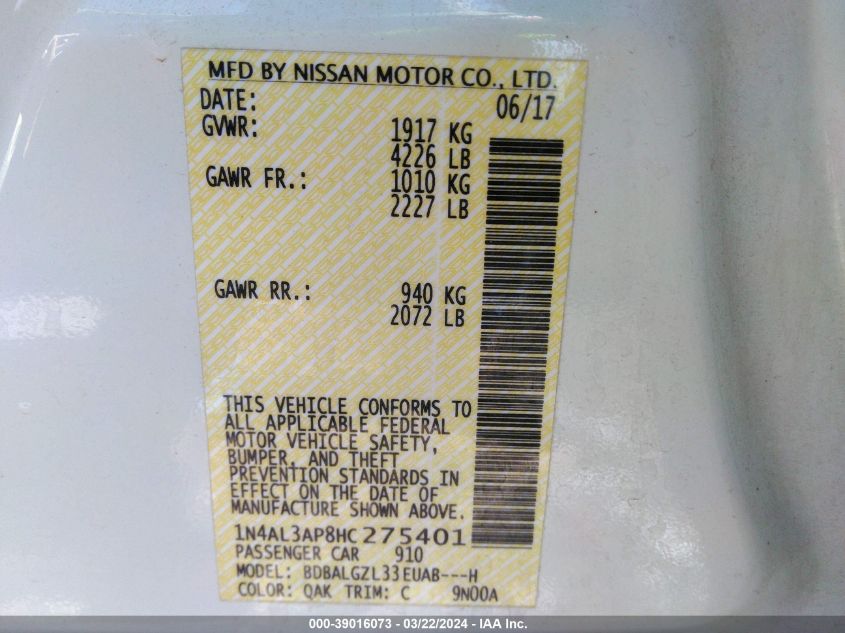 MFD BY NISSAN MOTOR CO., LTD.
DATE: 06/17
GVWR: 1917 KG
4226 LB
GAWR FR.: 1010 KG
2227 LB
GAWR RR.: 940 KG
2072 LB
THIS VEHICLE CONFORMS TO
ALL APPLICABLE FEDERAL
MOTOR VEHICLE SAFETY,
BUMPER, AND THEFT
PREVENTION STANDARDS IN
EFFECT ON THE DATE OF
MANUFACTURE SHOWN ABOVE.
1N4AL3AP8HC275401
PASSENGER CAR 910
MODEL: BDBALGZL33EUAB---H
COLOR: QAK TRIM: C 9N00A
000-39016073 - 03/22/2024 - IAA Inc.